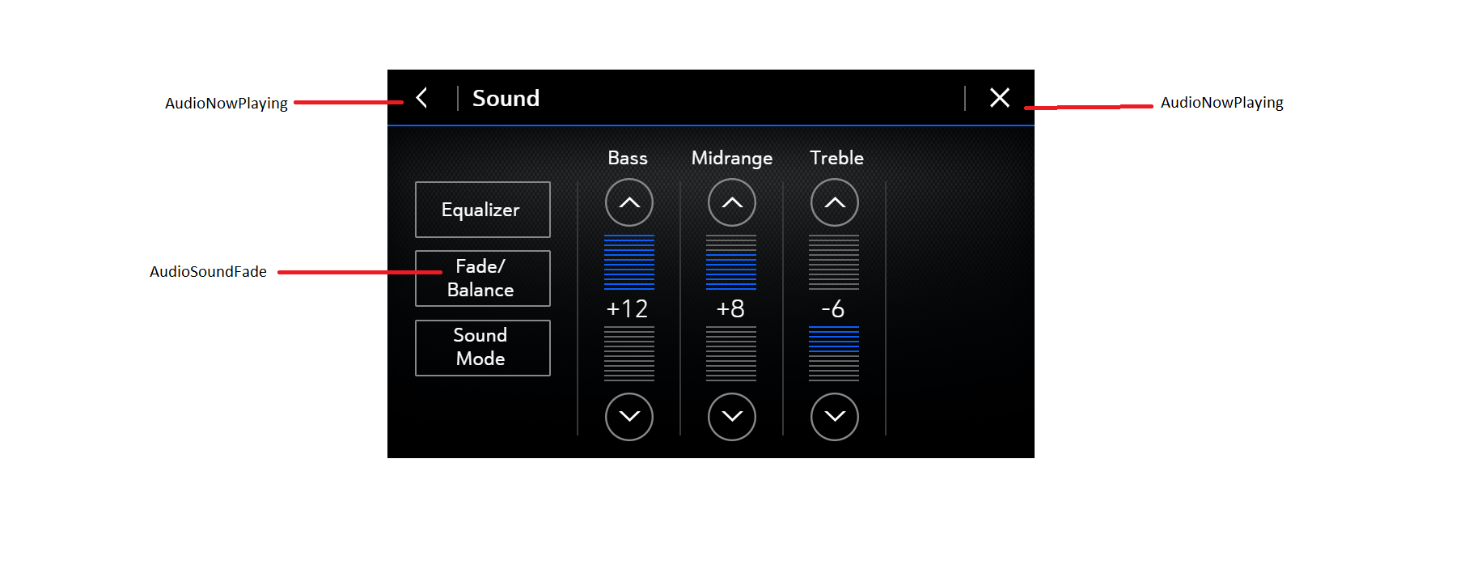 AudioNowPlaying
Sound
AudioNowPlaying
Bass Midrange Treble
Equalizer
AudioSoundFade
Fade/
Balance
+12 +8 -6
Sound
Mode